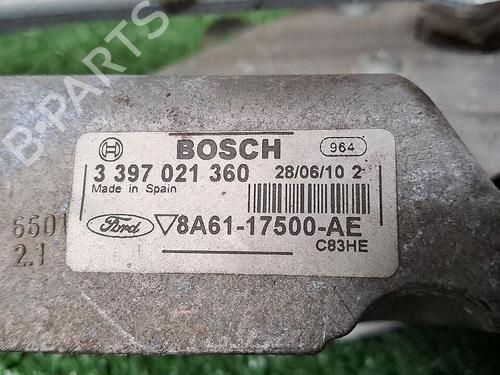 B-PARTS
BOSCH
964
3 397 021 360
28/06/10 2
Made in Spain
6501
2.1
Ford
8A61-17500-AE
C83HE